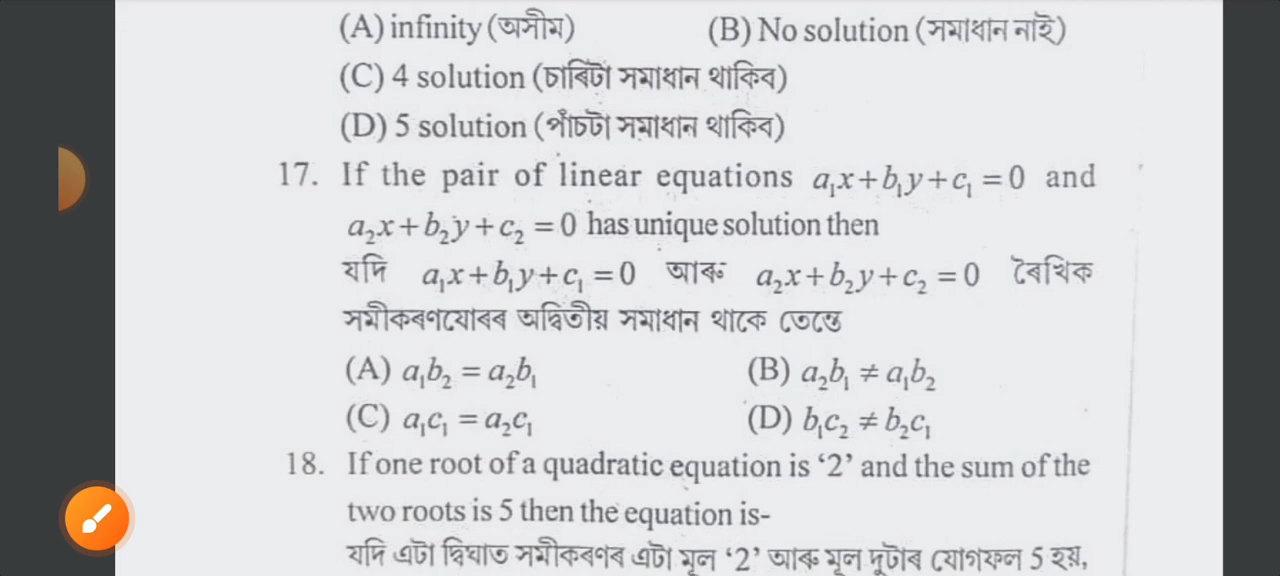 (A) infinity (অসীম) (B) No solution (সমাধান নাই)
(C) 4 solution (চাৰিটা সমাধান থাকিব)
(D) 5 solution (পাঁচটা সমাধান থাকিব)
17. If the pair of linear equations a₁x+b₁y+c₁=0 and
a₂x+b₂y+c₂=0 has unique solution then
যদি a₁x+b₁y+c₁=0 আৰু a₂x+b₂y+c₂=0 ৰৈখিক
সমীকৰণযোৰৰ অদ্বিতীয় সমাধান থাকে তেন্তে
(A) a₁b₂=a₂b₁ (B) a₂b₁≠a₁b₂
(C) a₁c₁=a₂c₁ (D) b₁c₂≠b₂c₁
18. If one root of a quadratic equation is ‘2’ and the sum of the
two roots is 5 then the equation is-
যদি এটা দ্বিঘাত সমীকৰণৰ এটা মূল ‘2’ আৰু মূল দুটাৰ যোগফল 5 হয়,